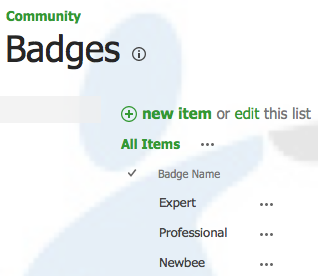 Community
Badges
new item or edit this list
All Items ...
Badge Name
Expert ...
Professional ...
Newbee ...